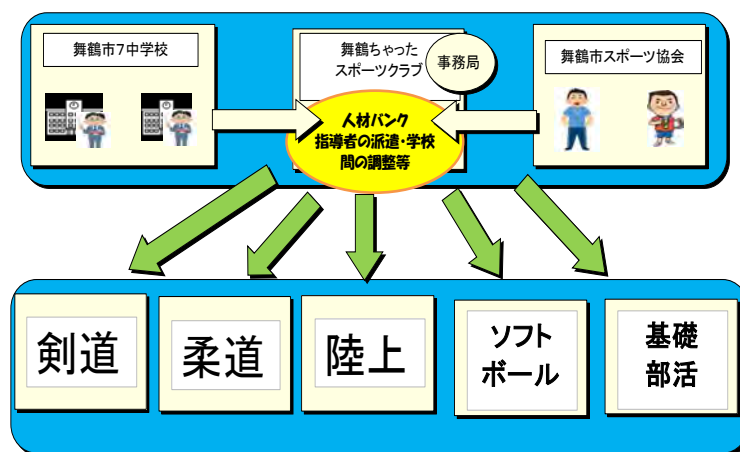 舞鶴市7中学校
舞鶴ちゃった
スポーツクラブ
事務局
舞鶴市スポーツ協会
人材バンク
指導者の派遣・学校
間の調整等
剣道
柔道
陸上
ソフト
ボール
基礎
部活